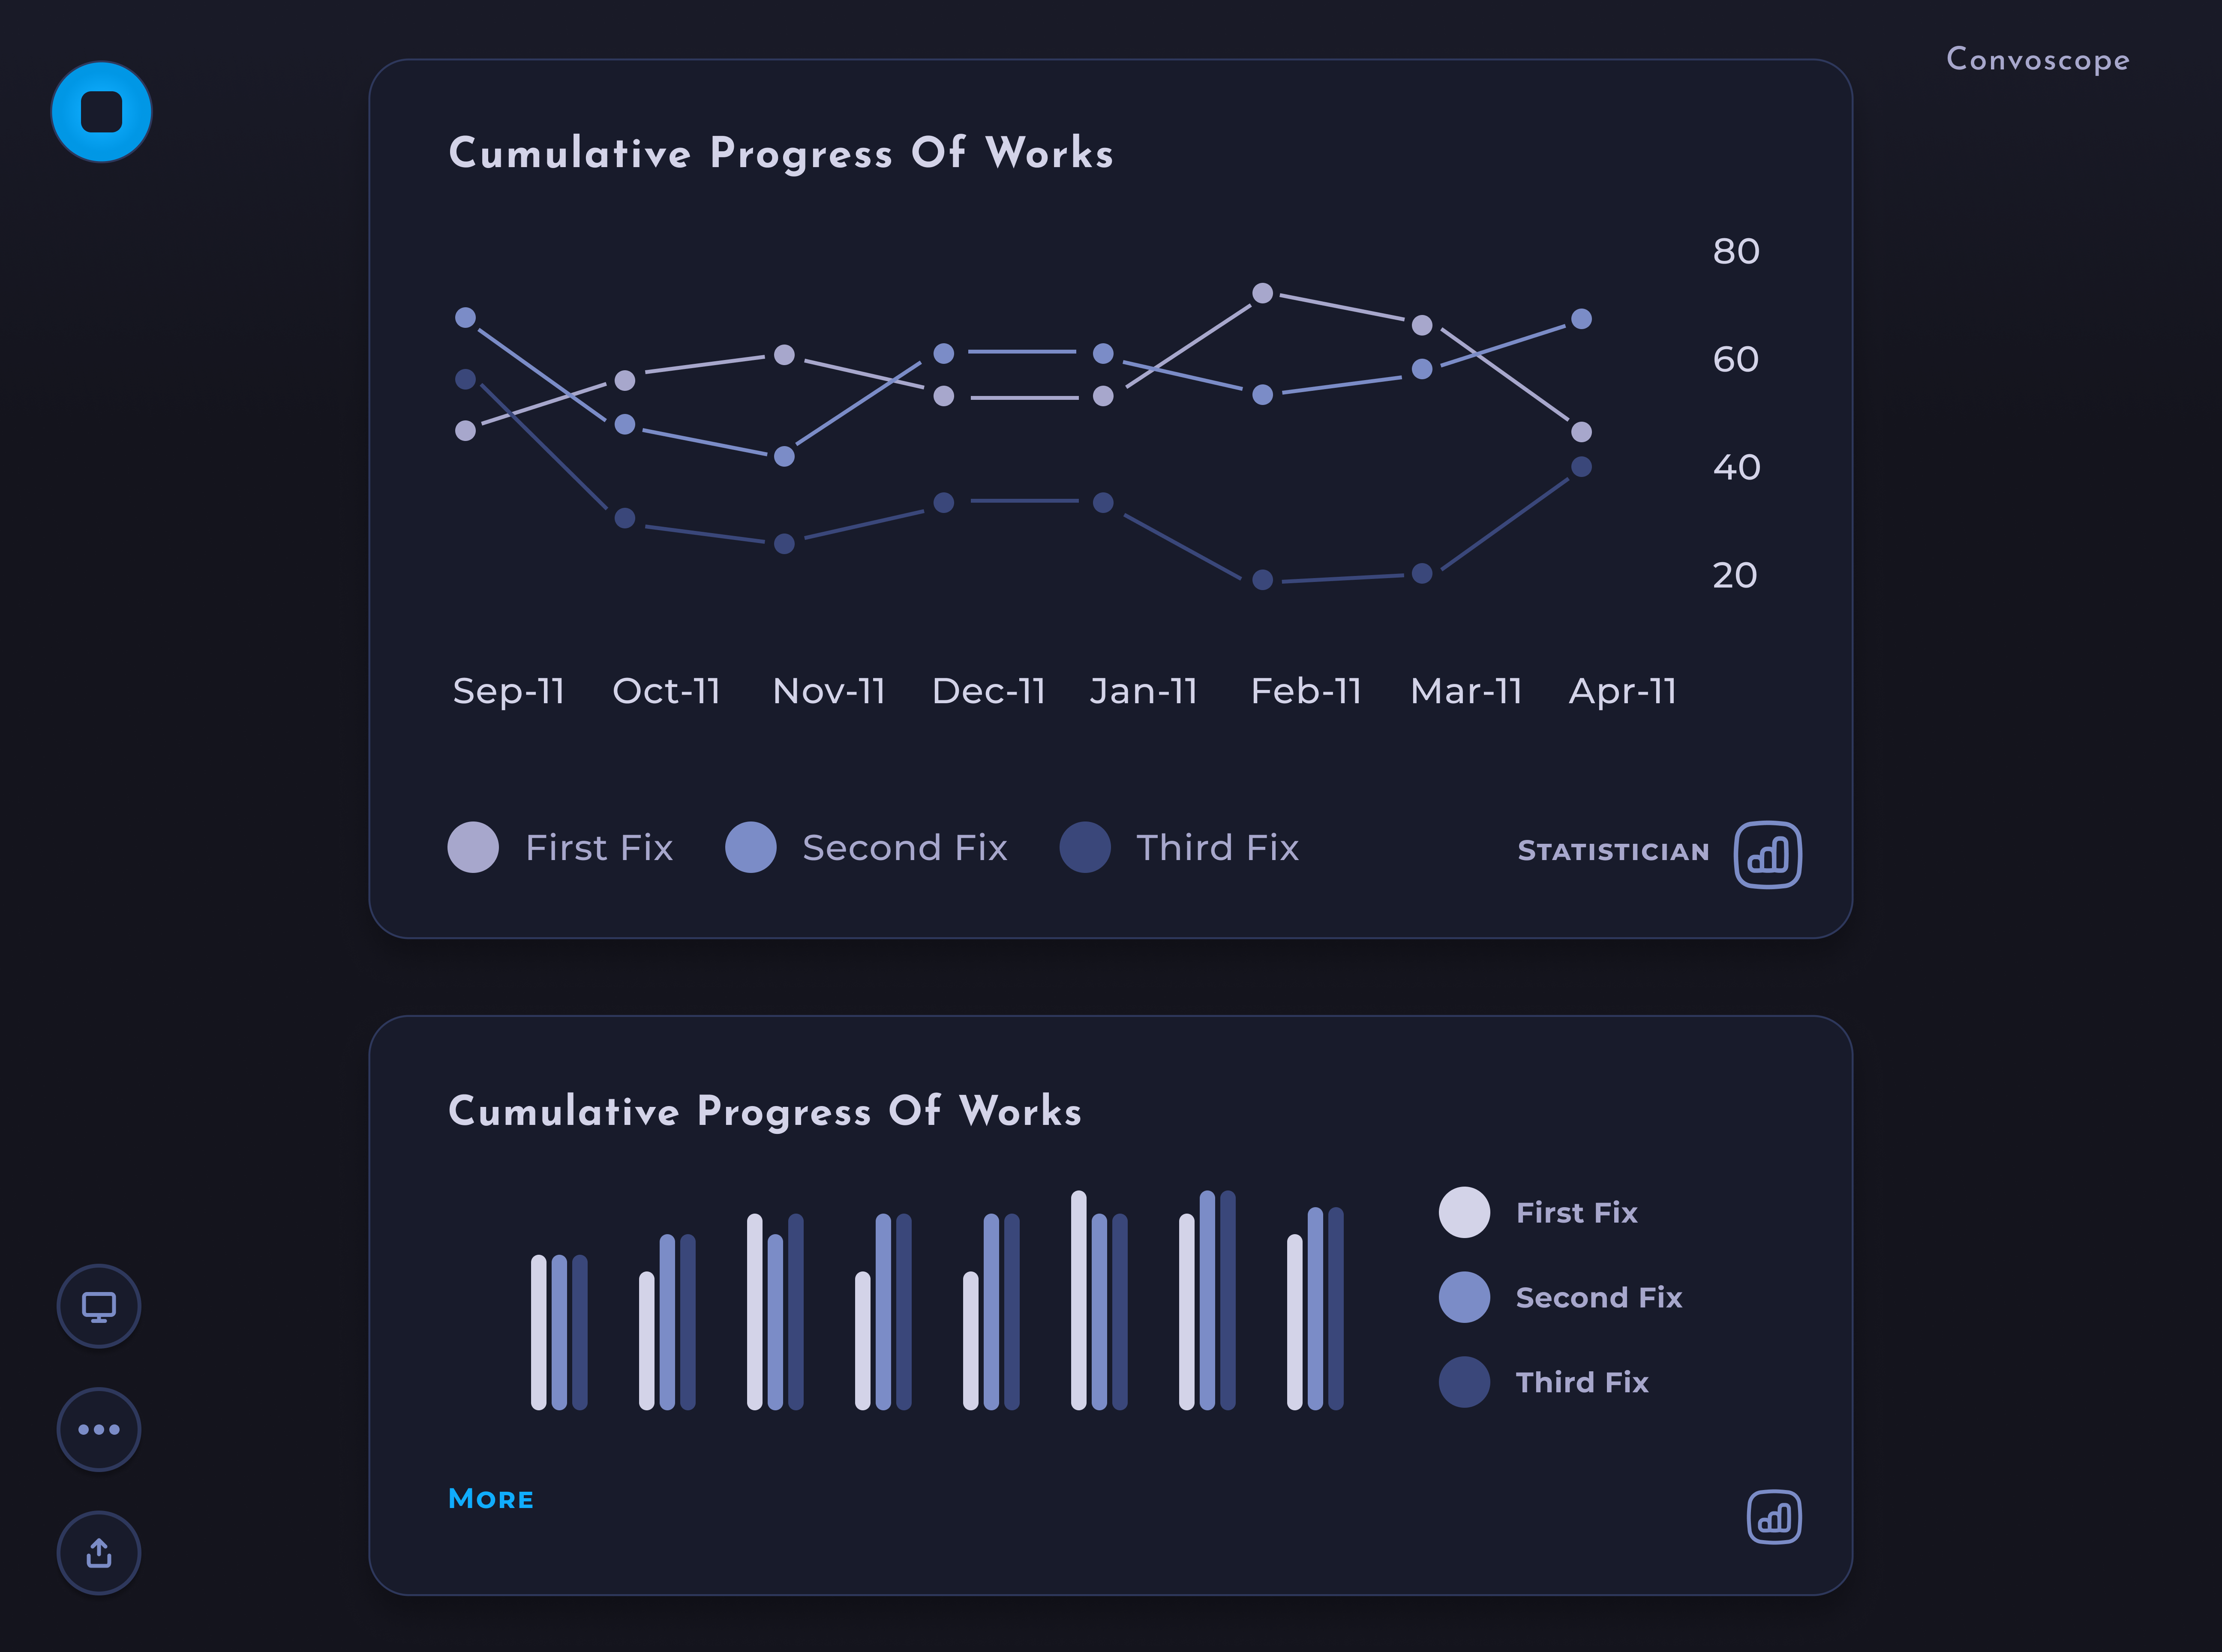 Convoscope
Cumulative Progress Of Works
80
60
40
20
Sep-11 Oct-11 Nov-11 Dec-11 Jan-11 Feb-11 Mar-11 Apr-11
First Fix Second Fix Third Fix STATISTICIAN
Cumulative Progress Of Works
First Fix
Second Fix
Third Fix
MORE